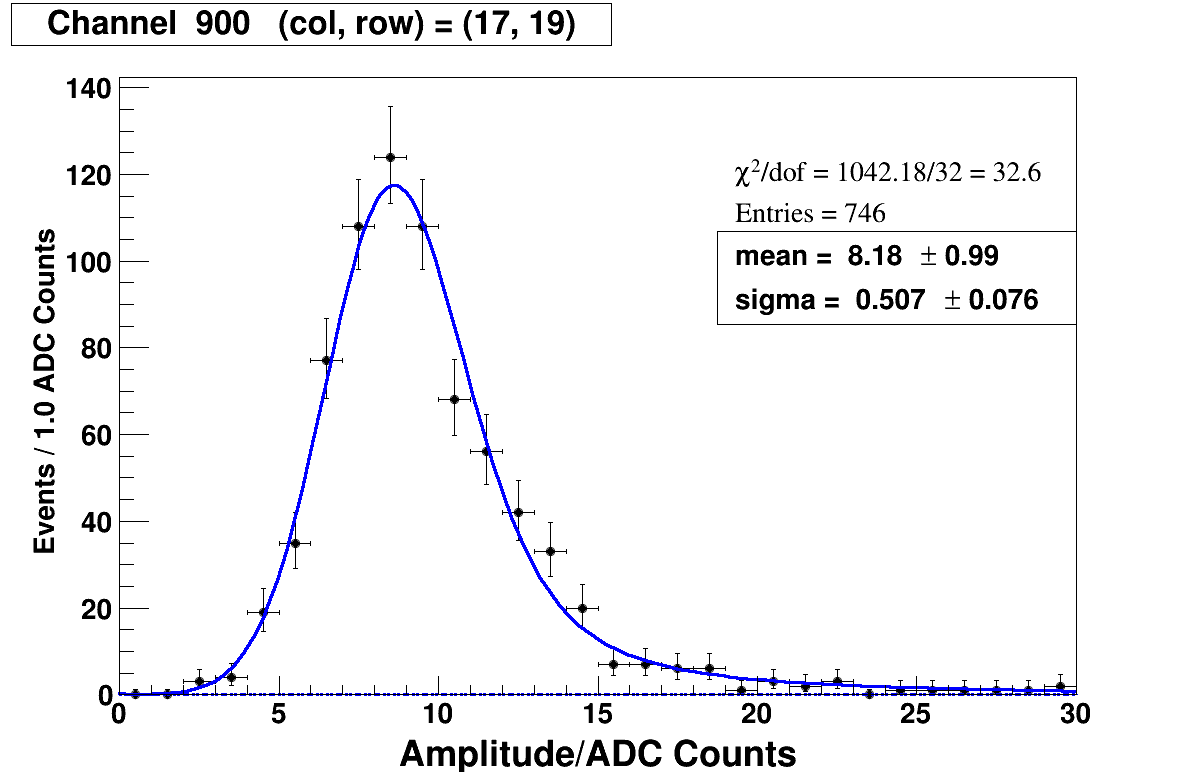 Channel 900 (col, row) = (17, 19)
140
120
100
80
60
40
20
0
Events / 1.0 ADC Counts
χ²/dof = 1042.18/32 = 32.6
Entries = 746
mean = 8.18 ± 0.99
sigma = 0.507 ± 0.076
0 5 10 15 20 25 30
Amplitude/ADC Counts